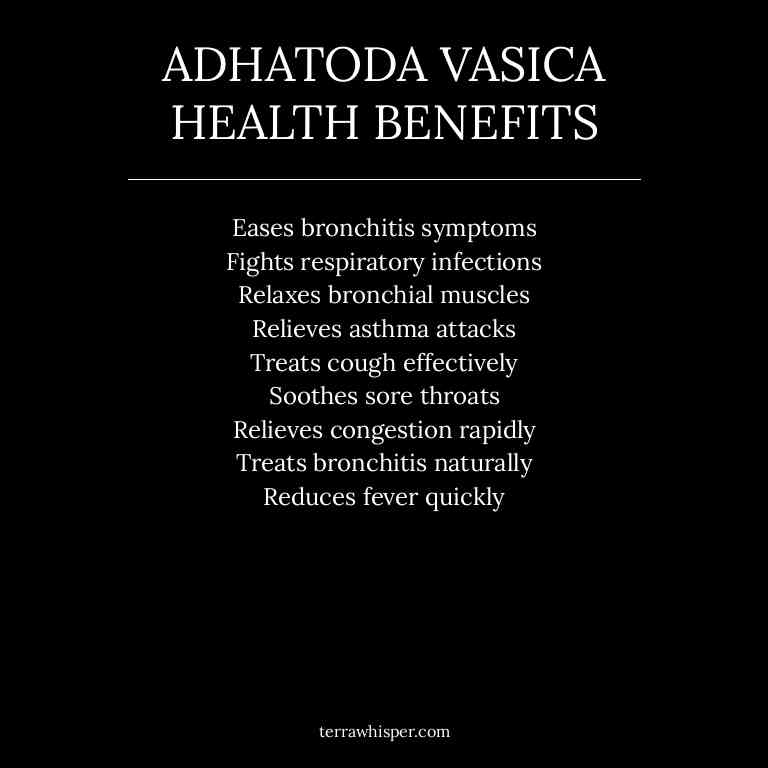 ADHATODA VASICA
HEALTH BENEFITS
Eases bronchitis symptoms
Fights respiratory infections
Relaxes bronchial muscles
Relieves asthma attacks
Treats cough effectively
Soothes sore throats
Relieves congestion rapidly
Treats bronchitis naturally
Reduces fever quickly
terrawhisper.com